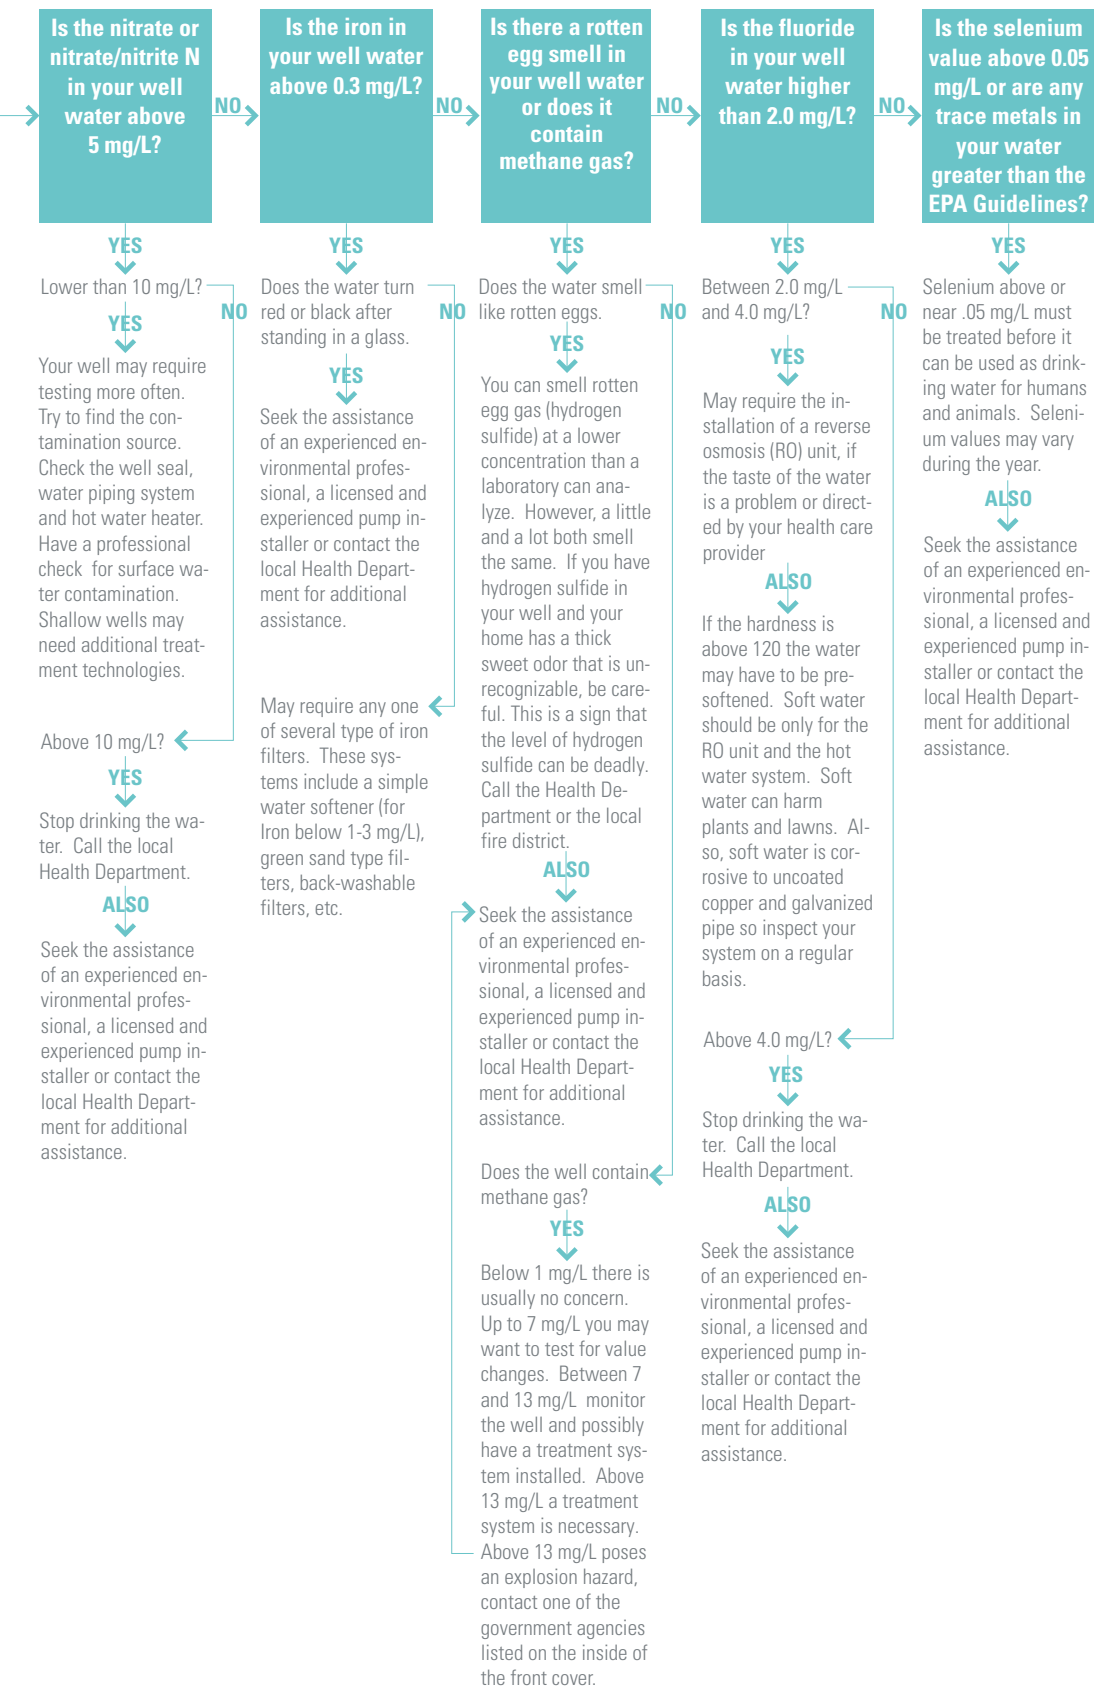 Is the nitrate or
nitrate/nitrite N
in your well
water above
5 mg/L?
NO
YES
Lower than 10 mg/L?
NO
YES
Your well may require
testing more often.
Try to find the con-
tamination source.
Check the well seal,
water piping system
and hot water heater.
Have a professional
check for surface wa-
ter contamination.
Shallow wells may
need additional treat-
ment technologies.
Above 10 mg/L?
YES
Stop drinking the wa-
ter. Call the local
Health Department.
ALSO
Seek the assistance
of an experienced en-
vironmental profes-
sional, a licensed and
experienced pump in-
staller or contact the
local Health Depart-
ment for additional
assistance.
Is the iron in
your well water
above 0.3 mg/L?
NO
YES
Does the water turn
red or black after
standing in a glass.
NO
YES
Seek the assistance
of an experienced en-
vironmental profes-
sional, a licensed and
experienced pump in-
staller or contact the
local Health Depart-
ment for additional
assistance.
May require any one
of several type of iron
filters. These sys-
tems include a simple
water softener (for
Iron below 1-3 mg/L),
green sand type fil-
ters, back-washable
filters, etc.
Is there a rotten
egg smell in
your well water
or does it
contain
methane gas?
NO
YES
Does the water smell
like rotten eggs.
NO
YES
You can smell rotten
egg gas (hydrogen
sulfide) at a lower
concentration than a
laboratory can ana-
lyze. However, a little
and a lot both smell
the same. If you have
hydrogen sulfide in
your well and your
home has a thick
sweet odor that is un-
recognizable, be care-
ful. This is a sign that
the level of hydrogen
sulfide can be deadly.
Call the Health De-
partment or the local
fire district.
ALSO
Seek the assistance
of an experienced en-
vironmental profes-
sional, a licensed and
experienced pump in-
staller or contact the
local Health Depart-
ment for additional
assistance.
Does the well contain
methane gas?
YES
Below 1 mg/L there is
usually no concern.
Up to 7 mg/L you may
want to test for value
changes. Between 7
and 13 mg/L monitor
the well and possibly
have a treatment sys-
tem installed. Above
13 mg/L a treatment
system is necessary.
Above 13 mg/L poses
an explosion hazard,
contact one of the
government agencies
listed on the inside of
the front cover.
Is the fluoride
in your well
water higher
than 2.0 mg/L?
NO
YES
Between 2.0 mg/L
and 4.0 mg/L?
NO
YES
May require the in-
stallation of a reverse
osmosis (RO) unit, if
the taste of the water
is a problem or direct-
ed by your health care
provider
ALSO
If the hardness is
above 120 the water
may have to be pre-
softened. Soft water
should be only for the
RO unit and the hot
water system. Soft
water can harm
plants and lawns. Al-
so, soft water is cor-
rosive to uncoated
copper and galvanized
pipe so inspect your
system on a regular
basis.
Above 4.0 mg/L?
YES
Stop drinking the wa-
ter. Call the local
Health Department.
ALSO
Seek the assistance
of an experienced en-
vironmental profes-
sional, a licensed and
experienced pump in-
staller or contact the
local Health Depart-
ment for additional
assistance.
Is the selenium
value above 0.05
mg/L or are any
trace metals in
your water
greater than the
EPA Guidelines?
YES
Selenium above or
near .05 mg/L must
be treated before it
can be used as drink-
ing water for humans
and animals. Seleni-
um values may vary
during the year.
ALSO
Seek the assistance
of an experienced en-
vironmental profes-
sional, a licensed and
experienced pump in-
staller or contact the
local Health Depart-
ment for additional
assistance.